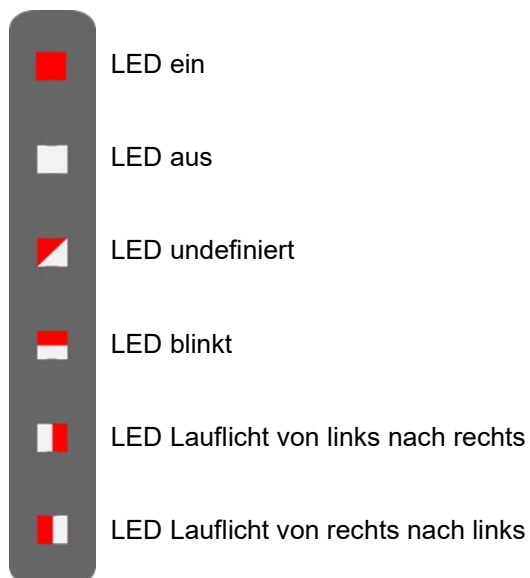 LED ein
LED aus
LED undefiniert
LED blinkt
LED Lauflicht von links nach rechts
LED Lauflicht von rechts nach links